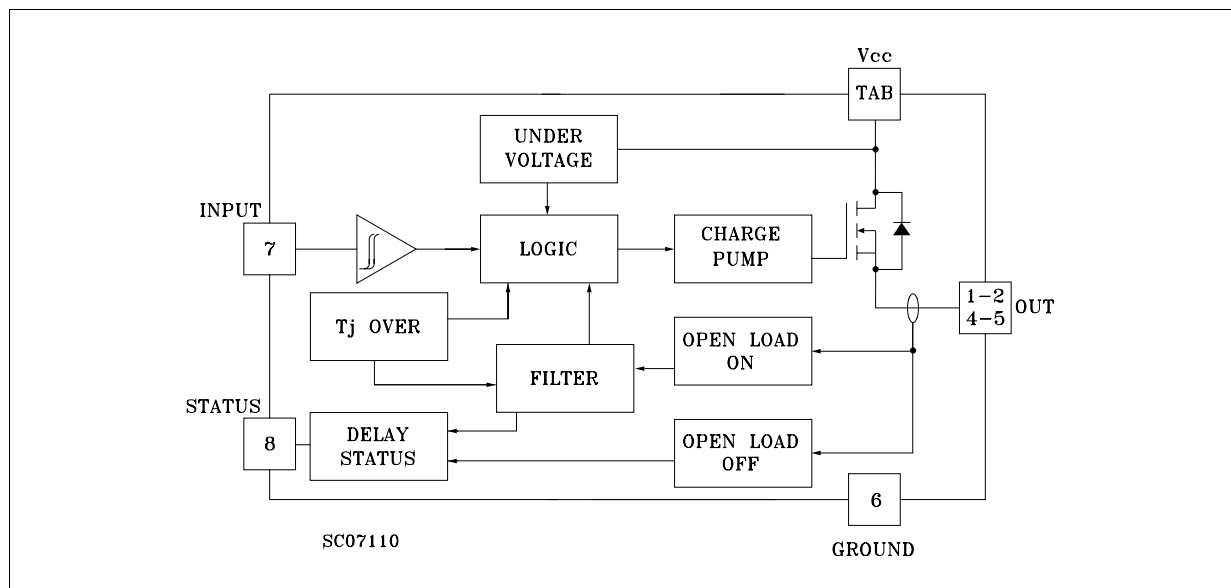 Vcc
TAB
UNDER
VOLTAGE
INPUT
7
LOGIC
CHARGE
PUMP
1-2
4-5
OUT
Tj OVER
OPEN LOAD
ON
FILTER
STATUS
8
DELAY
STATUS
OPEN LOAD
OFF
6
SC07110
GROUND